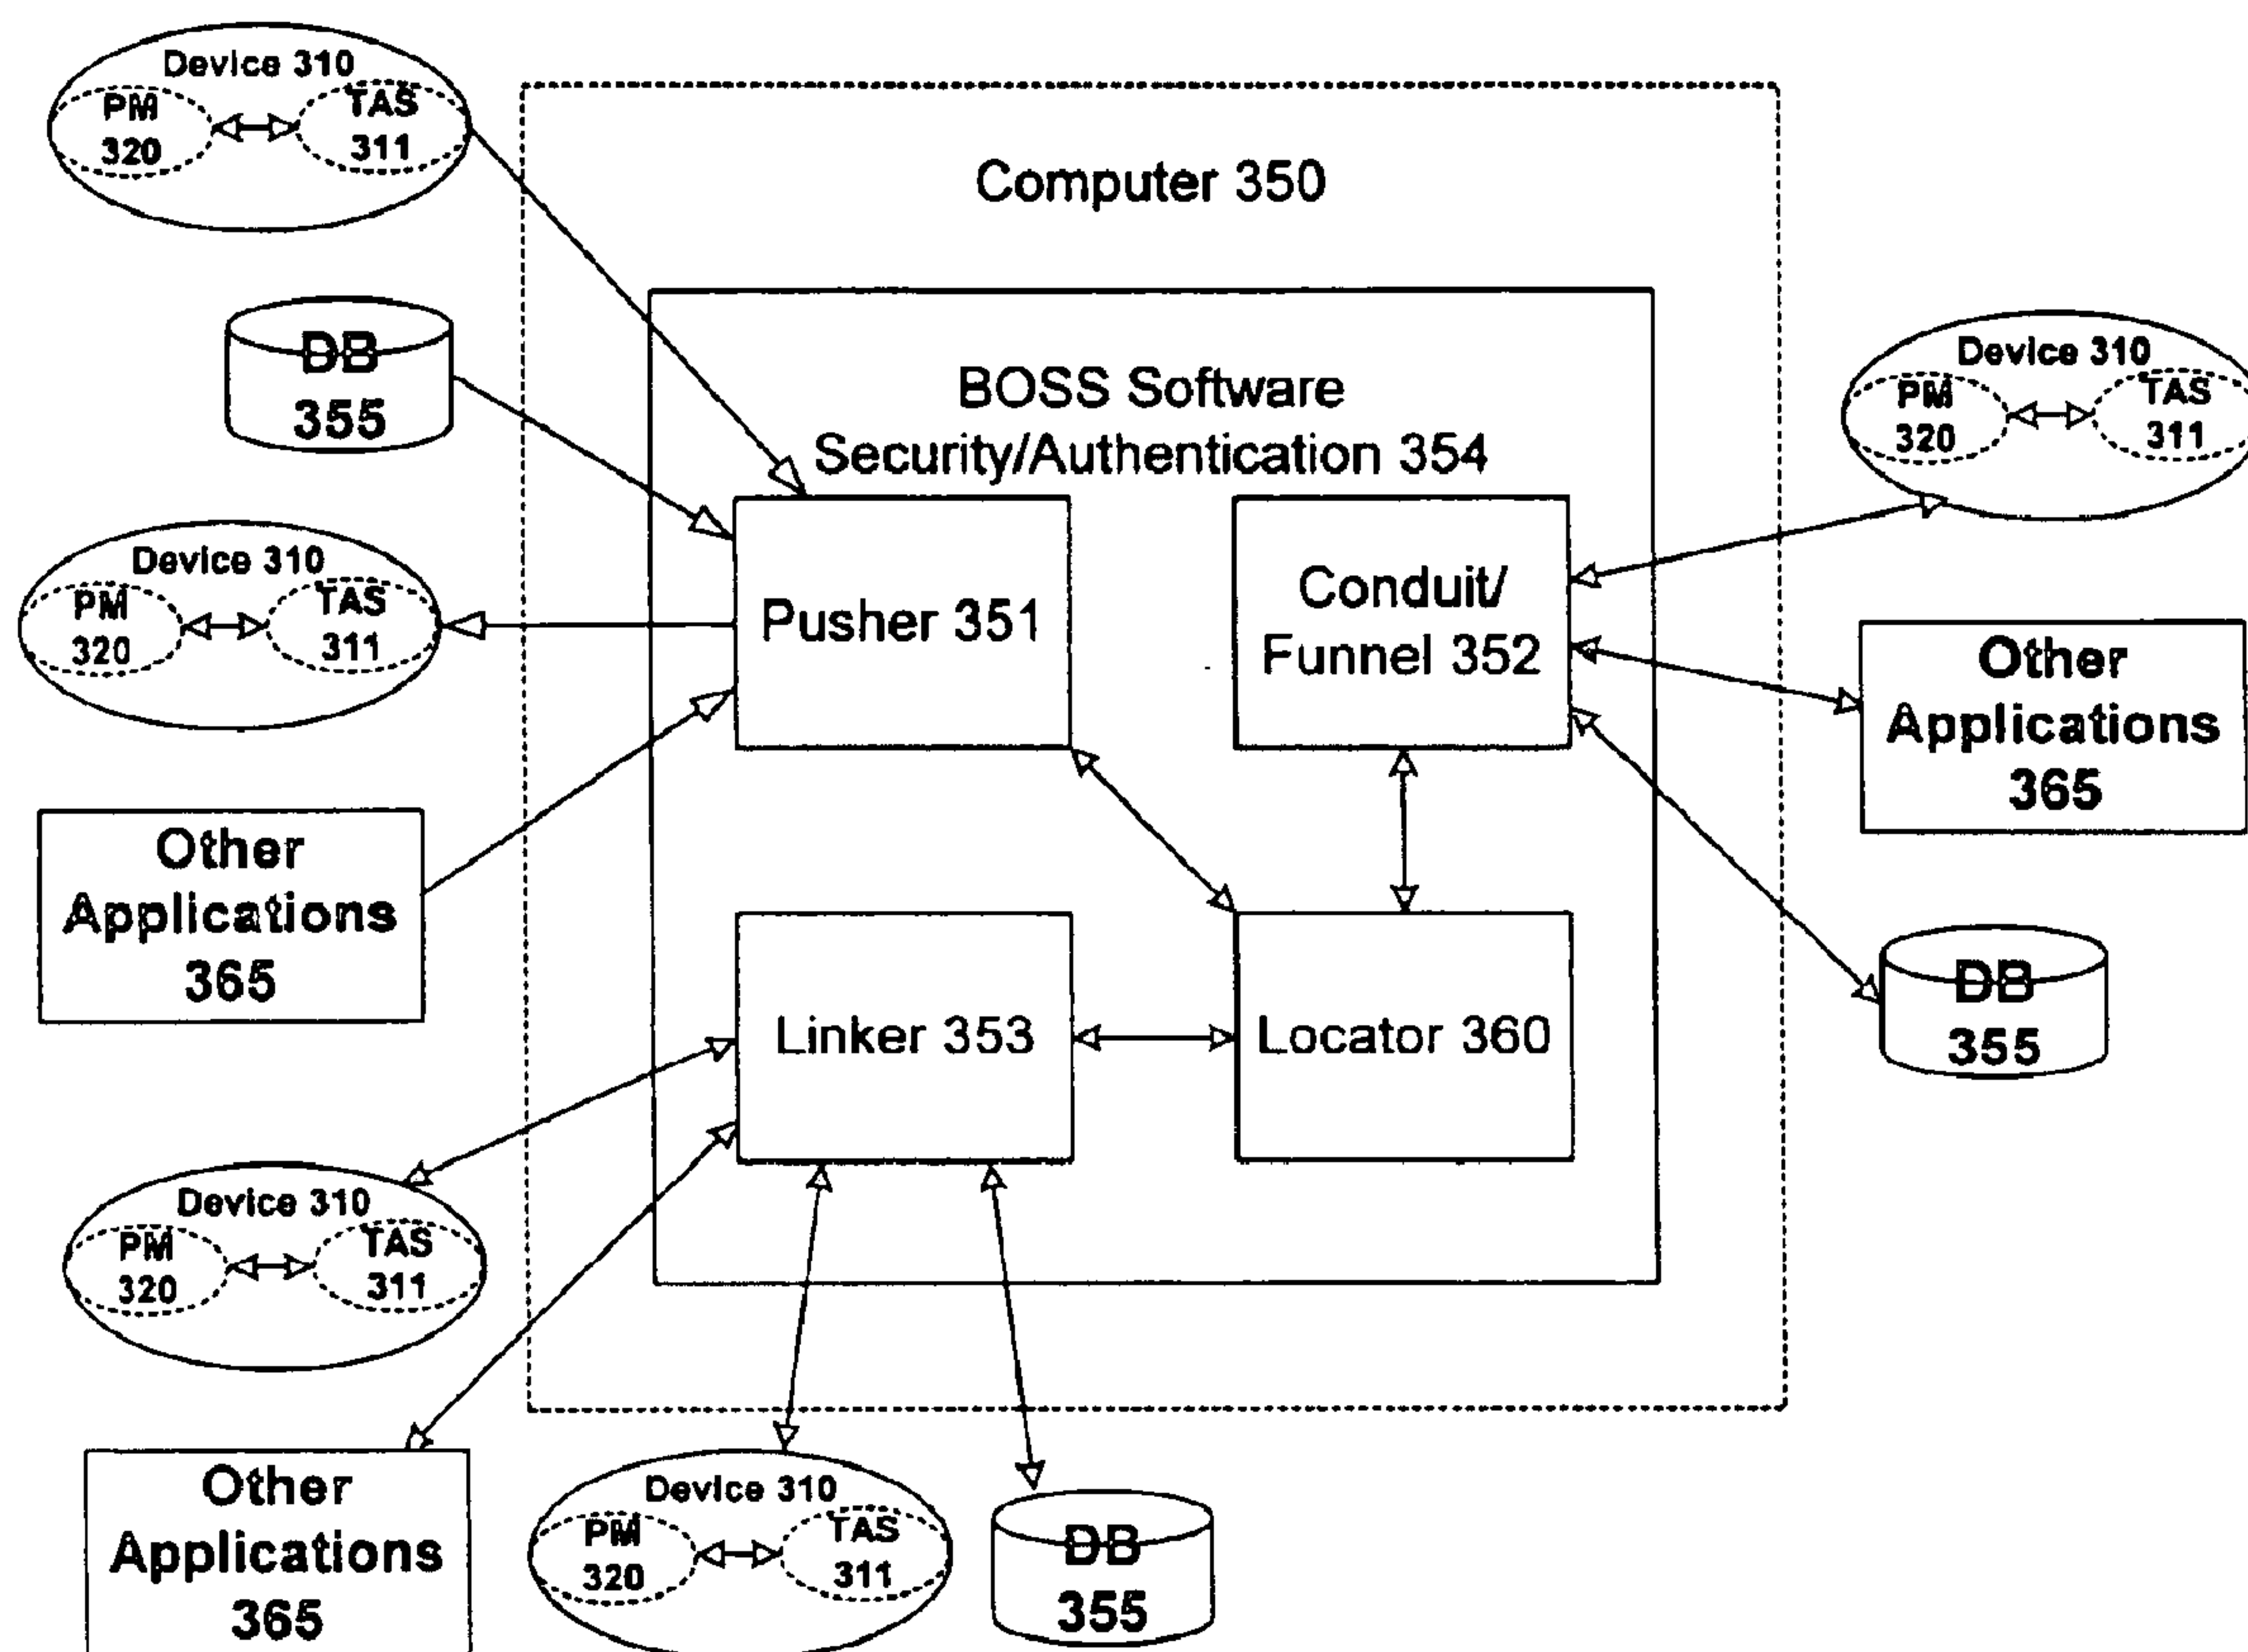 Device 310
PM
320
TAS
311
Computer 350
DB
355
BOSS Software
Security/Authentication 354
Device 310
PM
320
TAS
311
Device 310
PM
320
TAS
311
Pusher 351
Conduit/
Funnel 352
Other
Applications
365
Other
Applications
365
Linker 353
Locator 360
DB
355
Device 310
PM
320
TAS
311
Other
Applications
365
Device 310
PM
320
TAS
311
DB
355